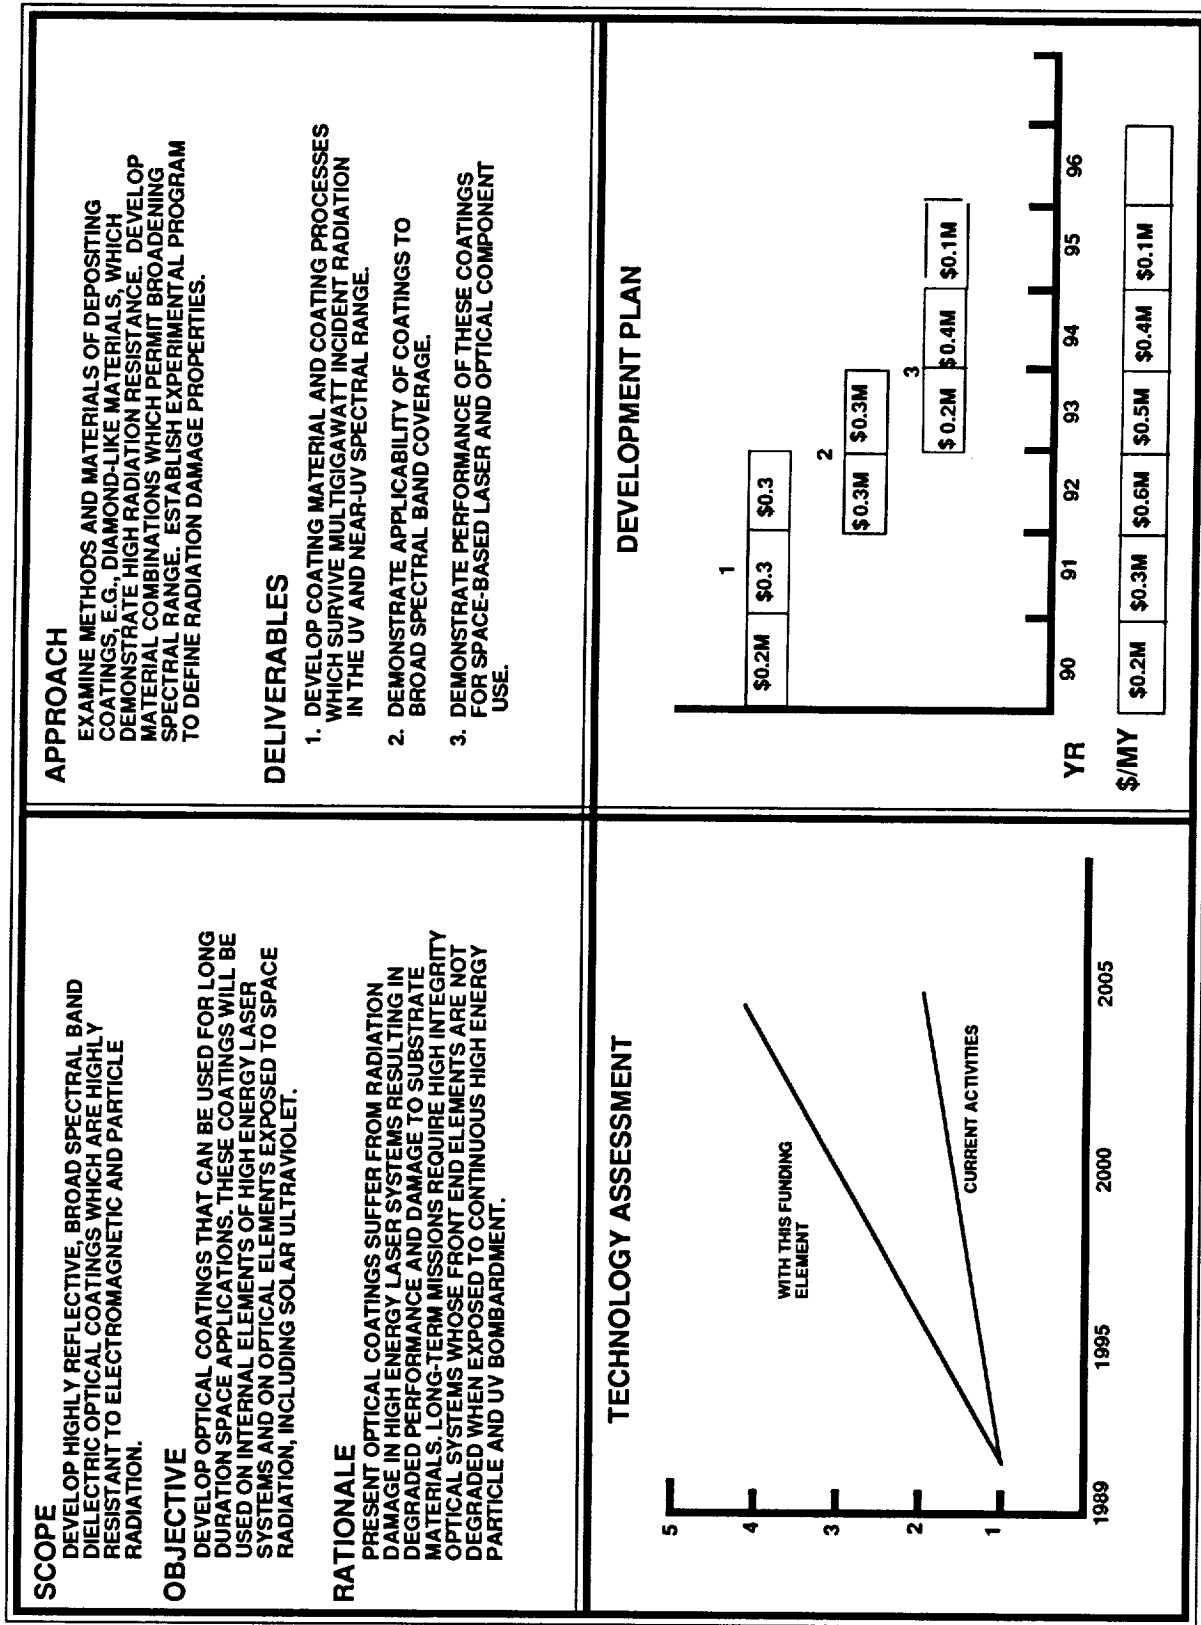 SCOPE
DEVELOP HIGHLY REFLECTIVE, BROAD SPECTRAL BAND
DIELECTRIC OPTICAL COATINGS WHICH ARE HIGHLY
RESISTANT TO ELECTROMAGNETIC AND PARTICLE
RADIATION.
OBJECTIVE
DEVELOP OPTICAL COATINGS THAT CAN BE USED FOR LONG
DURATION SPACE APPLICATIONS. THESE COATINGS WILL BE
USED ON INTERNAL ELEMENTS OF HIGH ENERGY LASER
SYSTEMS AND ON OPTICAL ELEMENTS EXPOSED TO SPACE
RADIATION, INCLUDING SOLAR ULTRAVIOLET.
RATIONALE
PRESENT OPTICAL COATINGS SUFFER FROM RADIATION
DAMAGE IN HIGH ENERGY LASER SYSTEMS RESULTING IN
DEGRADED PERFORMANCE AND DAMAGE TO SUBSTRATE
MATERIALS. LONG-TERM MISSIONS REQUIRE HIGH INTEGRITY
OPTICAL SYSTEMS WHOSE FRONT END ELEMENTS ARE NOT
DEGRADED WHEN EXPOSED TO CONTINUOUS HIGH ENERGY
PARTICLE AND UV BOMBARDMENT.
APPROACH
EXAMINE METHODS AND MATERIALS OF DEPOSITING
COATINGS, E.G., DIAMOND-LIKE MATERIALS, WHICH
DEMONSTRATE HIGH RADIATION RESISTANCE. DEVELOP
MATERIAL COMBINATIONS WHICH PERMIT BROADENING
SPECTRAL RANGE. ESTABLISH EXPERIMENTAL PROGRAM
TO DEFINE RADIATION DAMAGE PROPERTIES.
DELIVERABLES
1. DEVELOP COATING MATERIAL AND COATING PROCESSES
WHICH SURVIVE MULTIGIGAWATT INCIDENT RADIATION
IN THE UV AND NEAR-UV SPECTRAL RANGE.
2. DEMONSTRATE APPLICABILITY OF COATINGS TO
BROAD SPECTRAL BAND COVERAGE.
3. DEMONSTRATE PERFORMANCE OF THESE COATINGS
FOR SPACE-BASED LASER AND OPTICAL COMPONENT
USE.
TECHNOLOGY ASSESSMENT
5
4
3
2
1
WITH THIS FUNDING
ELEMENT
CURRENT ACTIVITIES
1989 1995 2000 2005
DEVELOPMENT PLAN
1
$0.2M $0.3 $0.3
2
$0.3M $0.3M
3
$0.2M $0.4M $0.1M
YR 90 91 92 93 94 95 96
$/MY $0.2M $0.3M $0.6M $0.5M $0.4M $0.1M